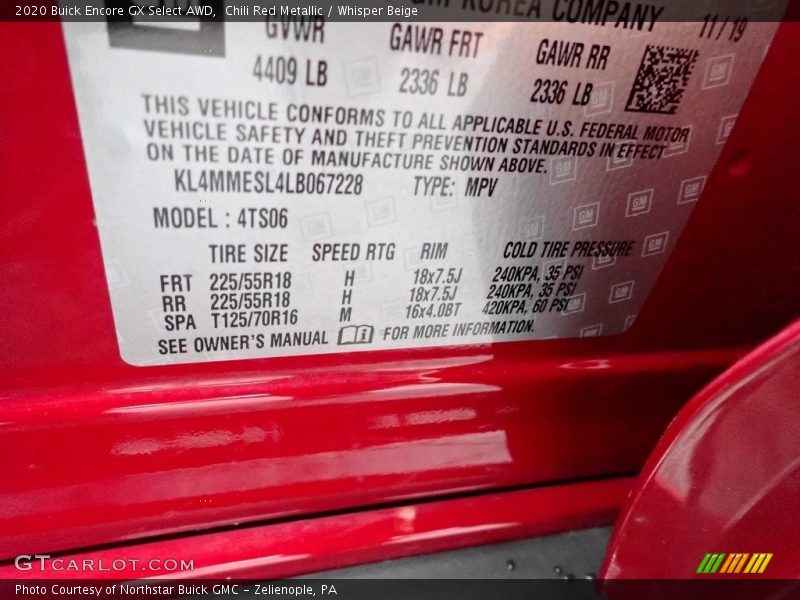 2020 Buick Encore GX Select AWD, Chili Red Metallic / Whisper Beige
KOREA COMPANY 11/19
GVWR GAWR FRT GAWR RR
4409 LB 2336 LB 2336 LB
THIS VEHICLE CONFORMS TO ALL APPLICABLE U.S. FEDERAL MOTOR
VEHICLE SAFETY AND THEFT PREVENTION STANDARDS IN EFFECT
ON THE DATE OF MANUFACTURE SHOWN ABOVE.
KL4MMESL4LB067228 TYPE: MPV
MODEL : 4TS06
TIRE SIZE SPEED RTG RIM COLD TIRE PRESSURE
FRT 225/55R18 H 18x7.5J 240KPA, 35 PSI
RR 225/55R18 H 18x7.5J 240KPA, 35 PSI
SPA T125/70R16 M 16x4.0BT 420KPA, 60 PSI
SEE OWNER'S MANUAL FOR MORE INFORMATION.
GTCARLOT.COM
Photo Courtesy of Northstar Buick GMC - Zelienople, PA